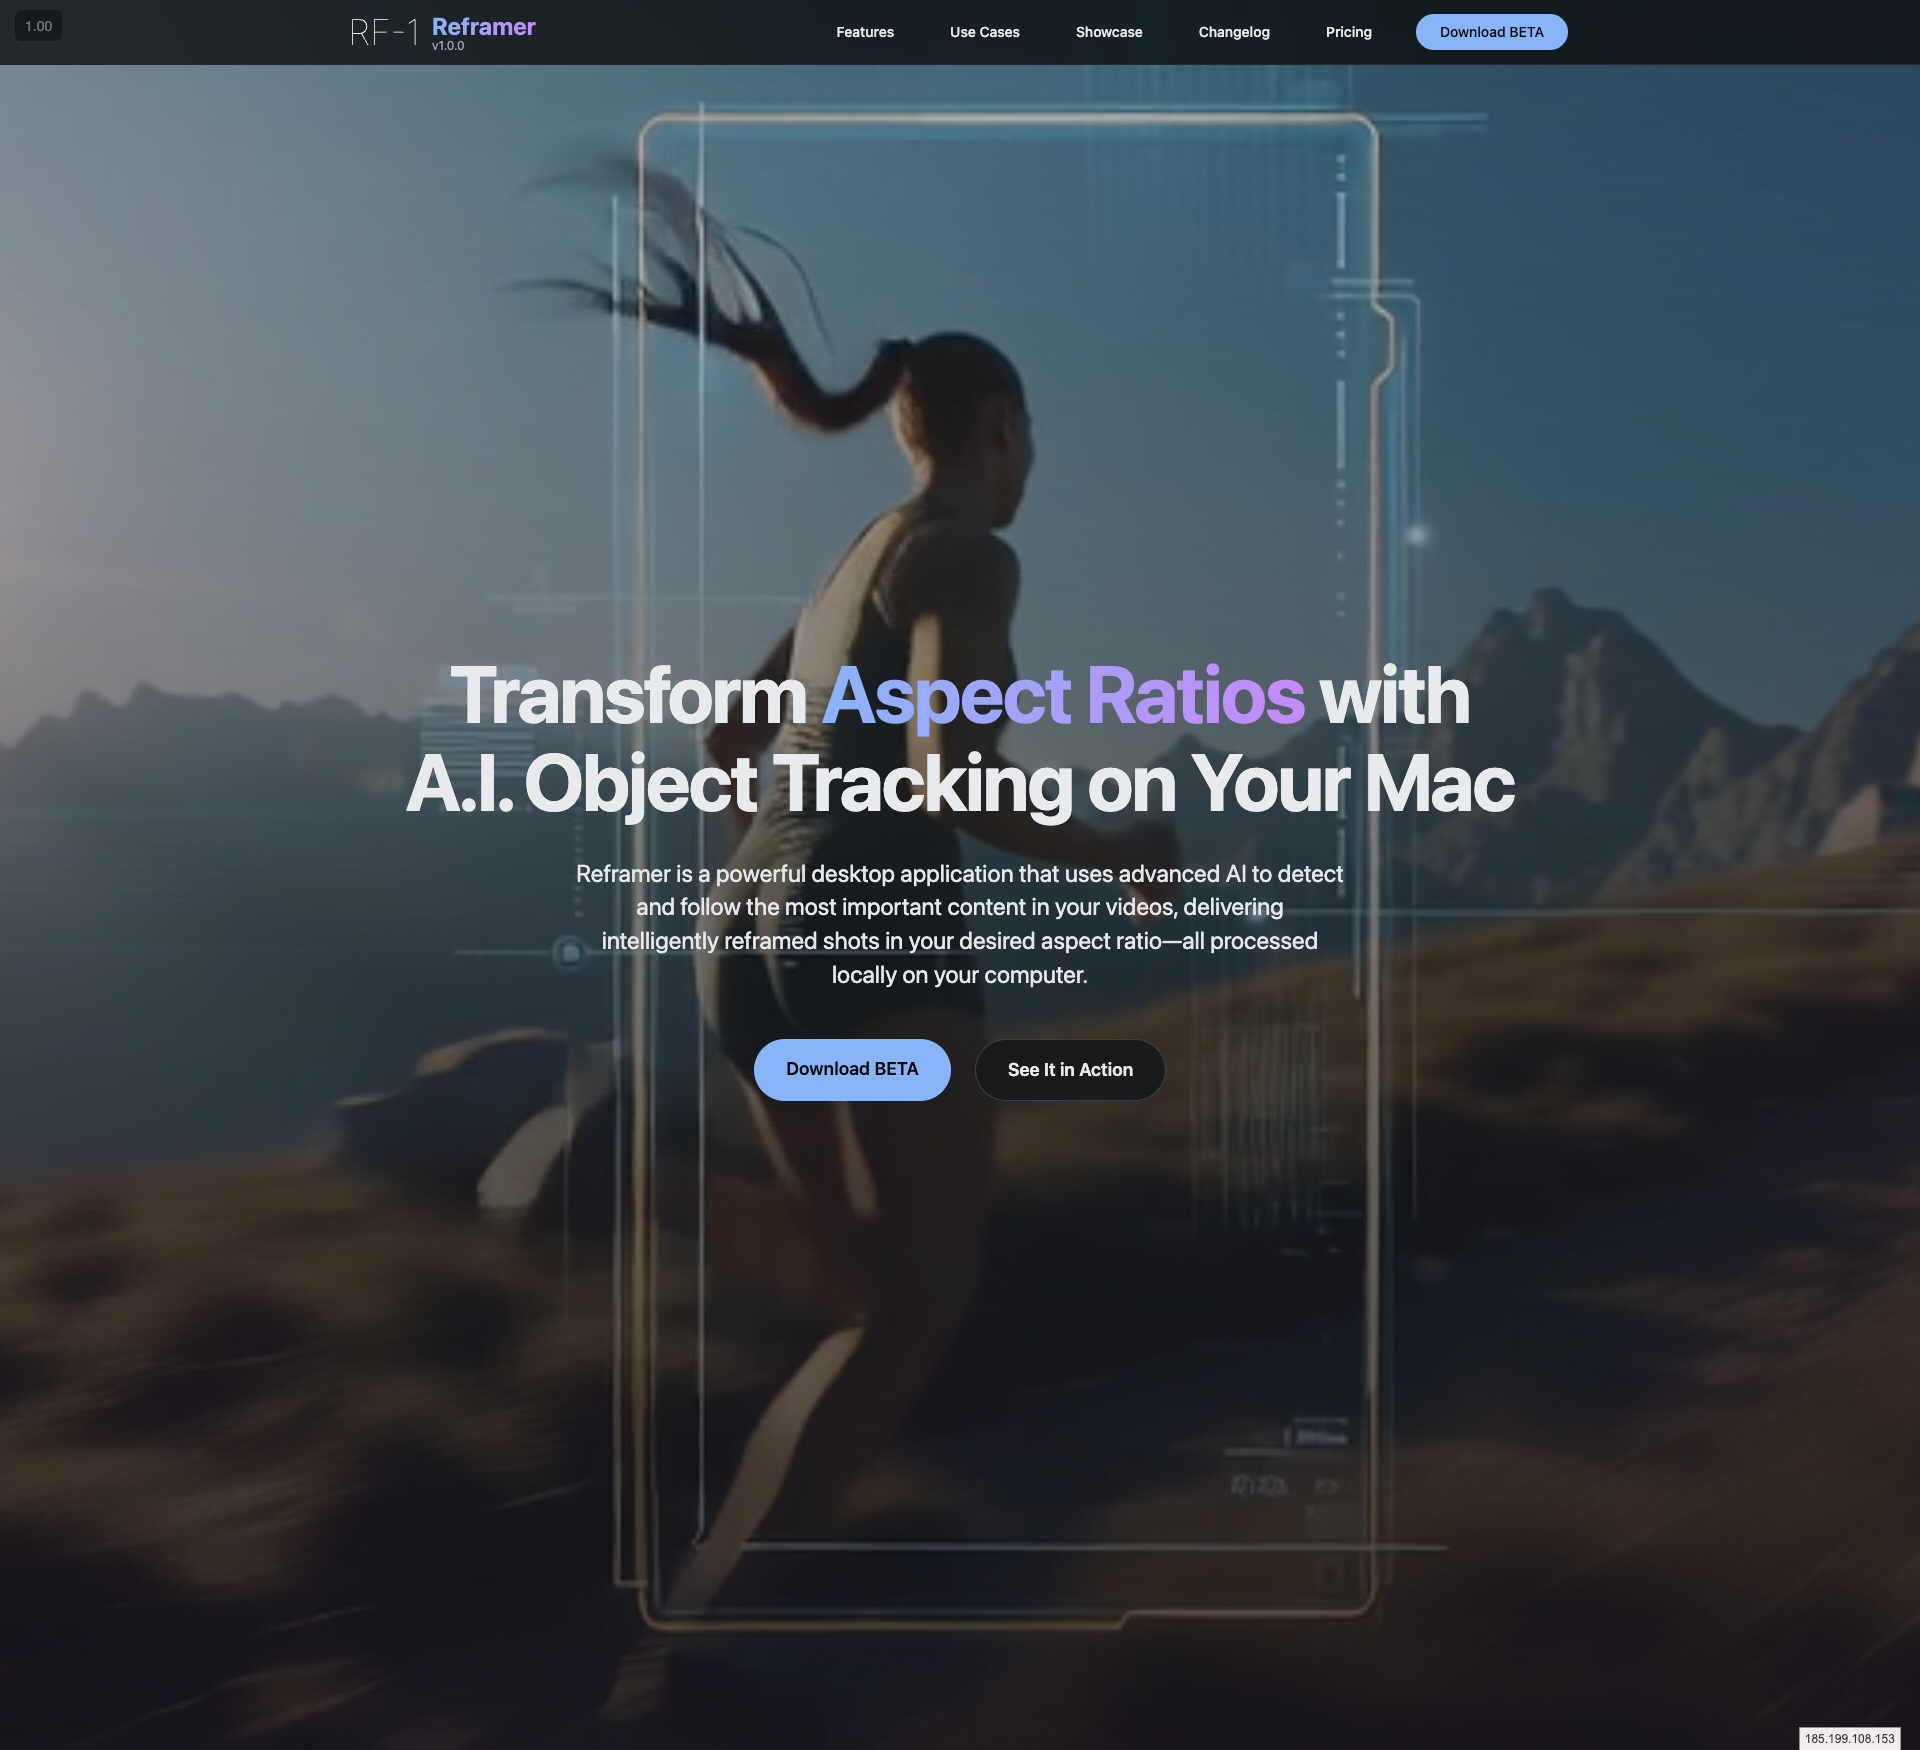 1.00
RF-1 Reframer
v1.0.0
Features
Use Cases
Showcase
Changelog
Pricing
Download BETA
Transform Aspect Ratios with
A.I. Object Tracking on Your Mac
Reframer is a powerful desktop application that uses advanced AI to detect
and follow the most important content in your videos, delivering
intelligently reframed shots in your desired aspect ratio—all processed
locally on your computer.
Download BETA
See It in Action
185.199.108.153